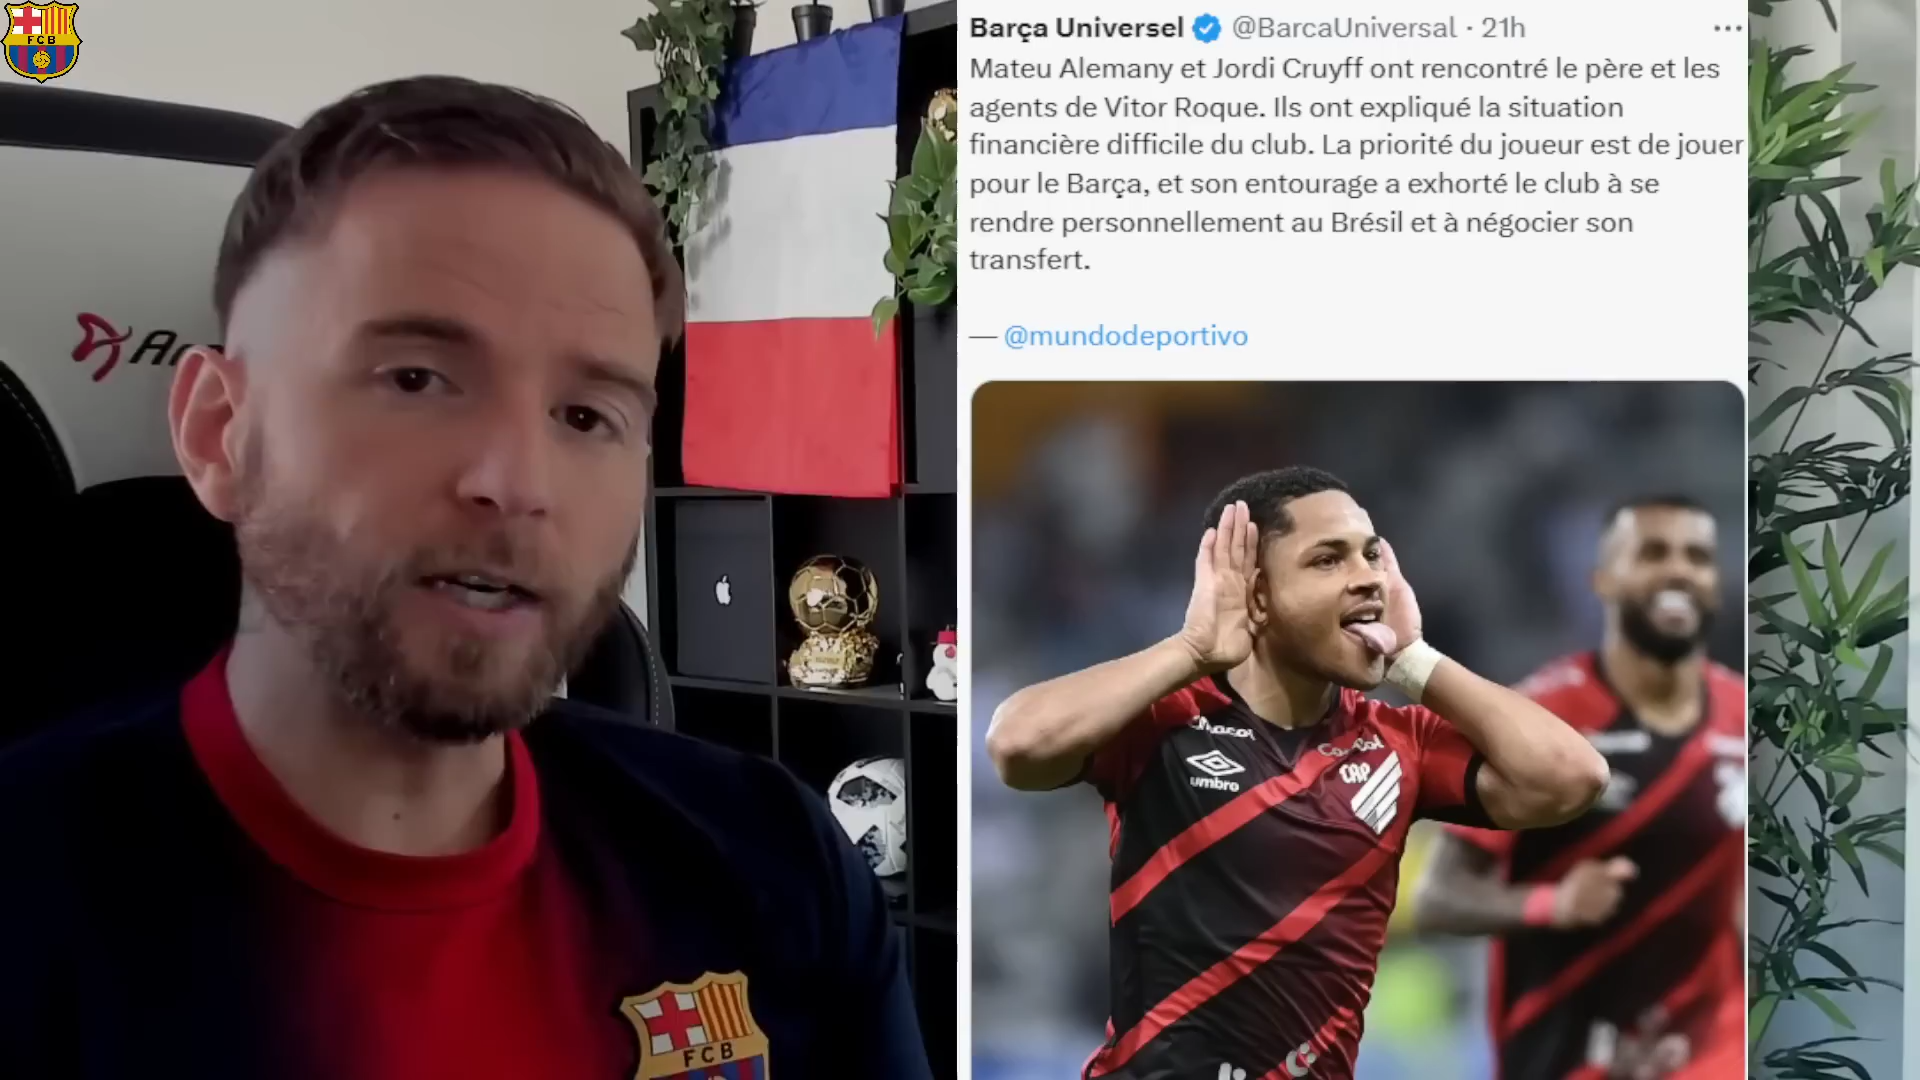 FCB
Barça Universel @BarcaUniversal · 21h
Mateu Alemany et Jordi Cruyff ont rencontré le père et les
agents de Vitor Roque. Ils ont expliqué la situation
financière difficile du club. La priorité du joueur est de jouer
pour le Barça, et son entourage a exhorté le club à se
rendre personnellement au Brésil et à négocier son
transfert.
— @mundodeportivo
umbro
CAP
FCB